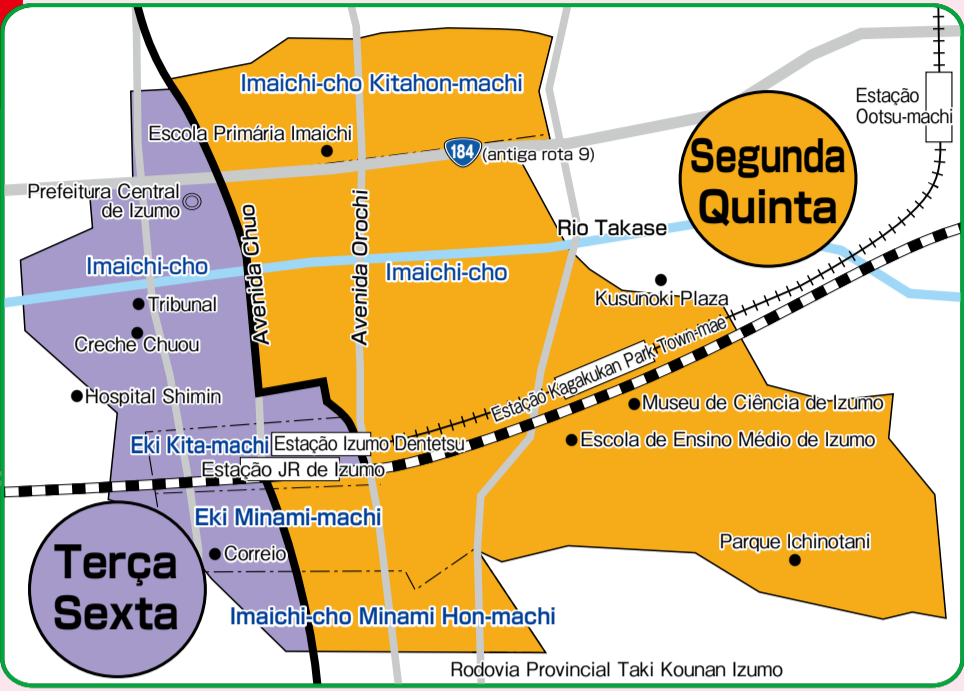 Imaichi-cho Kitahon-machi
Estação
Ootsu-machi
Escola Primária Imaichi
184
(antiga rota 9)
Segunda
Quinta
Prefeitura Central
de Izumo
Avenida Chuo
Avenida Orochi
Rio Takase
Imaichi-cho
Imaichi-cho
Tribunal
Kusunoki Plaza
Creche Chuou
Estação Kagakukan Park Town-mae
Hospital Shimin
Museu de Ciência de Izumo
Eki Kita-machi
Estação Izumo Dentetsu
Escola de Ensino Médio de Izumo
Estação JR de Izumo
Eki Minami-machi
Terça
Sexta
Correio
Parque Ichinotani
Imaichi-cho Minami Hon-machi
Rodovia Provincial Taki Kounan Izumo